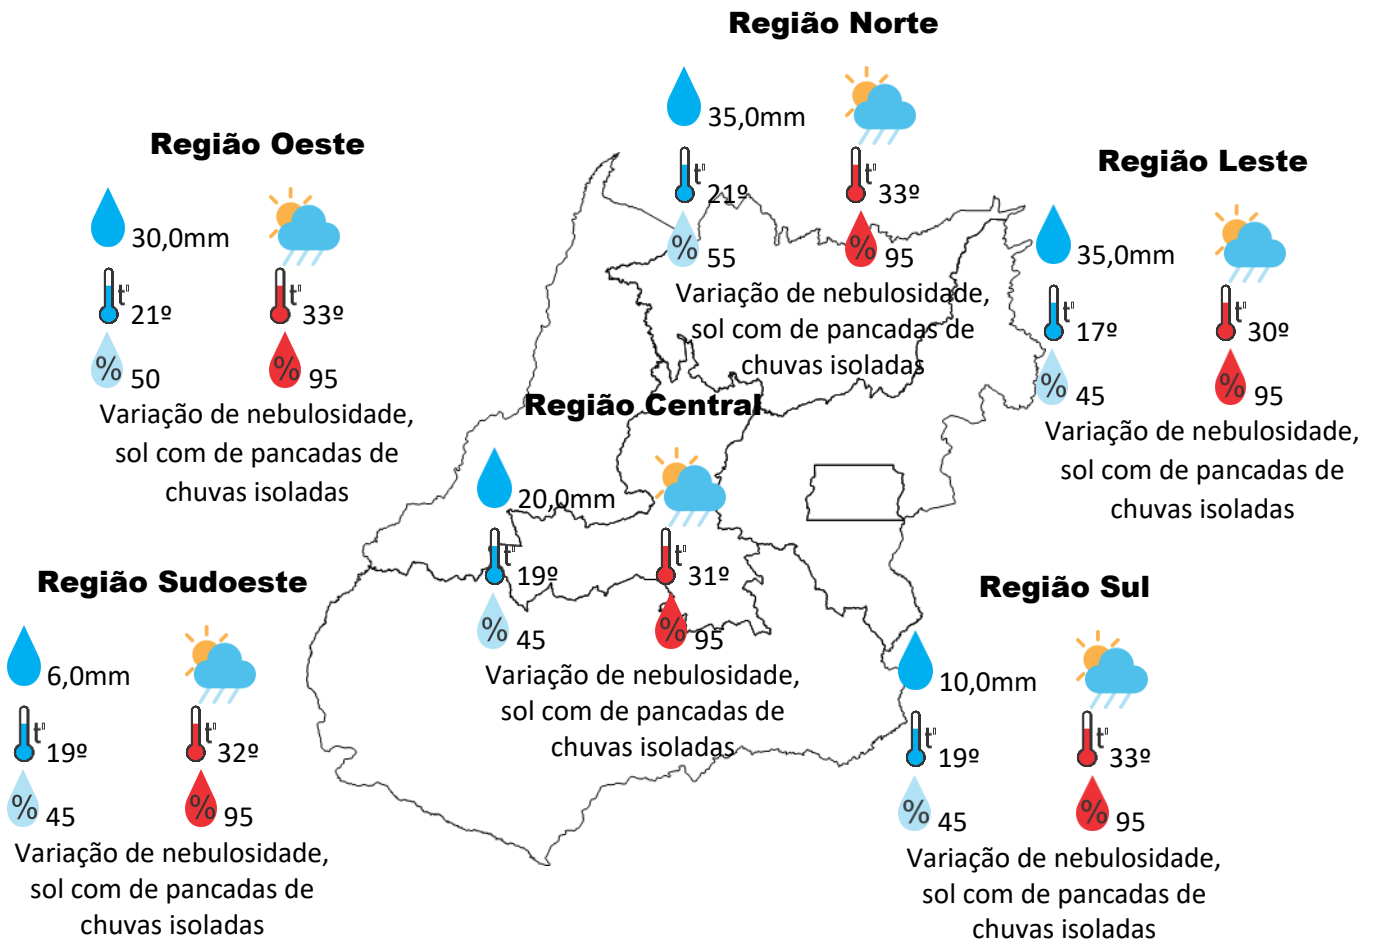 Região Norte
35,0mm
t°
21º
t°
33º
%
55
%
95
Variação de nebulosidade,
sol com de pancadas de
chuvas isoladas
Região Oeste
30,0mm
t°
21º
t°
33º
%
50
%
95
Variação de nebulosidade,
sol com de pancadas de
chuvas isoladas
Região Leste
35,0mm
t°
17º
t°
30º
%
45
%
95
Variação de nebulosidade,
sol com de pancadas de
chuvas isoladas
Região Central
20,0mm
t°
19º
t°
31º
%
45
%
95
Variação de nebulosidade,
sol com de pancadas de
chuvas isoladas
Região Sudoeste
6,0mm
t°
19º
t°
32º
%
45
%
95
Variação de nebulosidade,
sol com de pancadas de
chuvas isoladas
Região Sul
10,0mm
t°
19º
t°
33º
%
45
%
95
Variação de nebulosidade,
sol com de pancadas de
chuvas isoladas